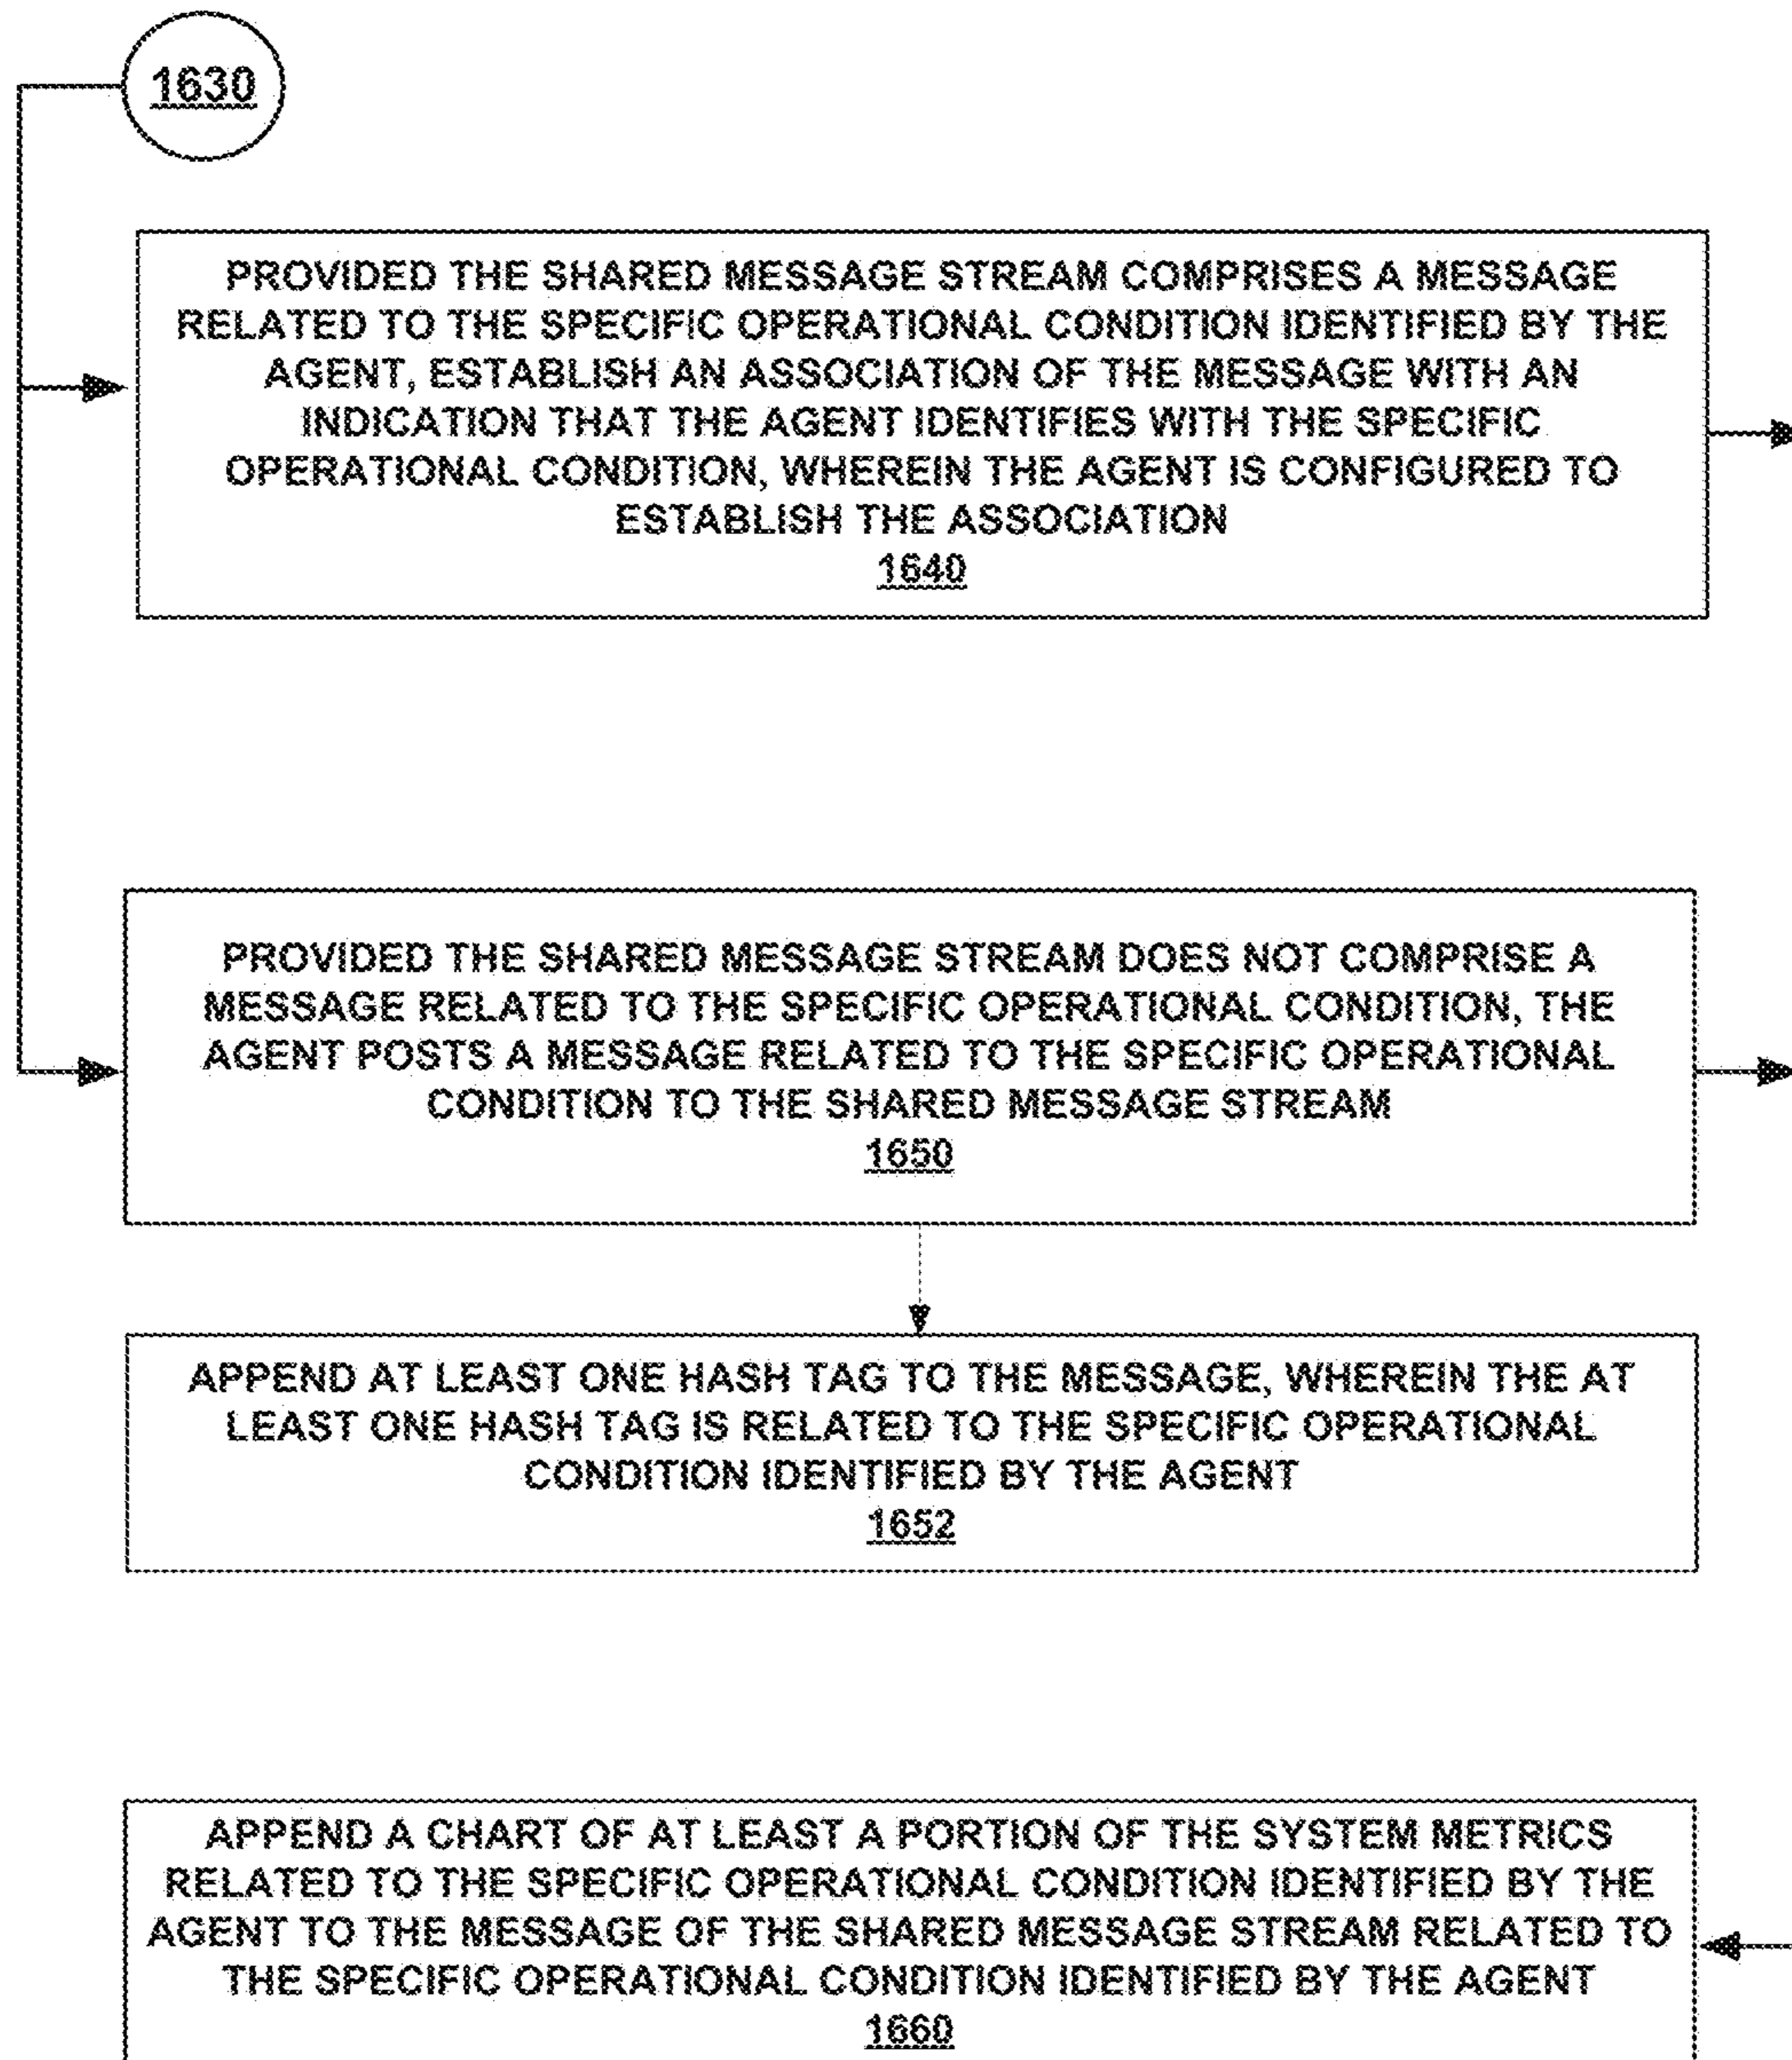 1630
PROVIDED THE SHARED MESSAGE STREAM COMPRISES A MESSAGE
RELATED TO THE SPECIFIC OPERATIONAL CONDITION IDENTIFIED BY THE
AGENT, ESTABLISH AN ASSOCIATION OF THE MESSAGE WITH AN
INDICATION THAT THE AGENT IDENTIFIES WITH THE SPECIFIC
OPERATIONAL CONDITION, WHEREIN THE AGENT IS CONFIGURED TO
ESTABLISH THE ASSOCIATION
1640
PROVIDED THE SHARED MESSAGE STREAM DOES NOT COMPRISE A
MESSAGE RELATED TO THE SPECIFIC OPERATIONAL CONDITION, THE
AGENT POSTS A MESSAGE RELATED TO THE SPECIFIC OPERATIONAL
CONDITION TO THE SHARED MESSAGE STREAM
1650
APPEND AT LEAST ONE HASH TAG TO THE MESSAGE, WHEREIN THE AT
LEAST ONE HASH TAG IS RELATED TO THE SPECIFIC OPERATIONAL
CONDITION IDENTIFIED BY THE AGENT
1652
APPEND A CHART OF AT LEAST A PORTION OF THE SYSTEM METRICS
RELATED TO THE SPECIFIC OPERATIONAL CONDITION IDENTIFIED BY THE
AGENT TO THE MESSAGE OF THE SHARED MESSAGE STREAM RELATED TO
THE SPECIFIC OPERATIONAL CONDITION IDENTIFIED BY THE AGENT
1660